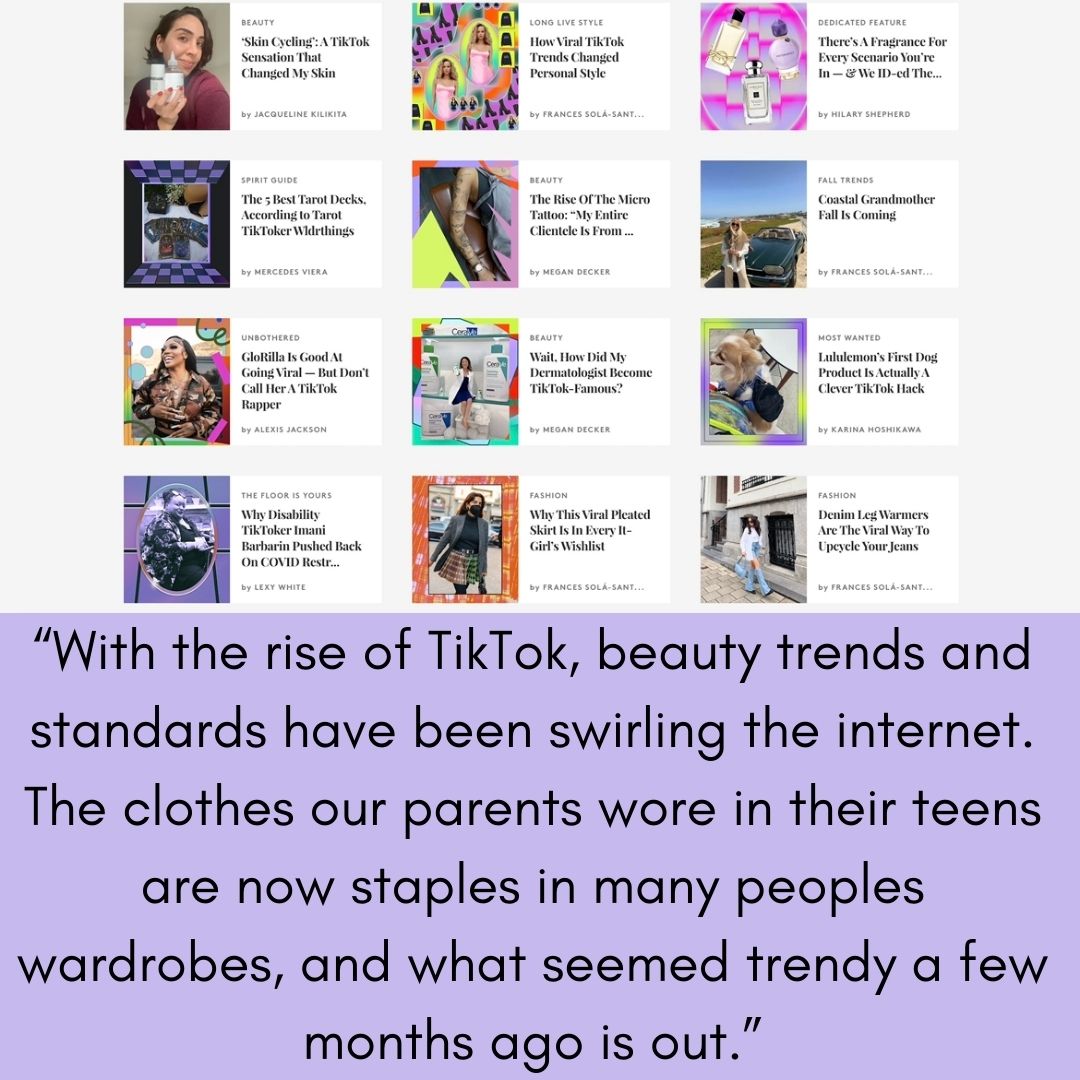 BEAUTY
‘Skin Cycling’: A TikTok
Sensation That
Changed My Skin
by JACQUELINE KILIKITA
LONG LIVE STYLE
How Viral TikTok
Trends Changed
Personal Style
by FRANCES SOLÁ-SANT...
DEDICATED FEATURE
There’s A Fragrance For
Every Scenario You’re
In — & We ID-ed The...
by HILARY SHEPHERD
SPIRIT GUIDE
The 5 Best Tarot Decks,
According to Tarot
TikToker Wldrthings
by MERCEDES VIERA
BEAUTY
The Rise Of The Micro
Tattoo: “My Entire
Clientele Is From ...
by MEGAN DECKER
FALL TRENDS
Coastal Grandmother
Fall Is Coming
by FRANCES SOLÁ-SANT...
UNBOTHERED
GloRilla Is Good At
Going Viral — But Don’t
Call Her A TikTok
Rapper
by ALEXIS JACKSON
CeraVe
BEAUTY
Wait, How Did My
Dermatologist Become
TikTok-Famous?
by MEGAN DECKER
MOST WANTED
Lululemon’s First Dog
Product Is Actually A
Clever TikTok Hack
by KARINA HOSHIKAWA
THE FLOOR IS YOURS
Why Disability
TikToker Imani
Barbarin Pushed Back
On COVID Restr...
by LEXY WHITE
FASHION
Why This Viral Pleated
Skirt Is In Every It-
Girl’s Wishlist
by FRANCES SOLÁ-SANT...
FASHION
Denim Leg Warmers
Are The Viral Way To
Upcycle Your Jeans
by FRANCES SOLÁ-SANT...
“With the rise of TikTok, beauty trends and
standards have been swirling the internet.
The clothes our parents wore in their teens
are now staples in many peoples
wardrobes, and what seemed trendy a few
months ago is out.”